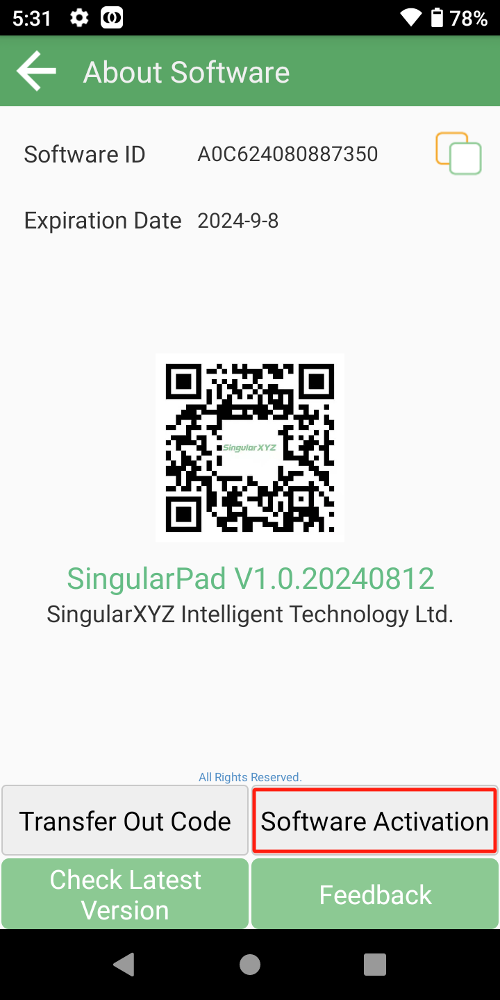 5:31 78%
About Software
Software ID A0C624080887350
Expiration Date 2024-9-8
SingularXYZ
SingularPad V1.0.20240812
SingularXYZ Intelligent Technology Ltd.
All Rights Reserved.
Transfer Out Code Software Activation
Check Latest
Version
Feedback